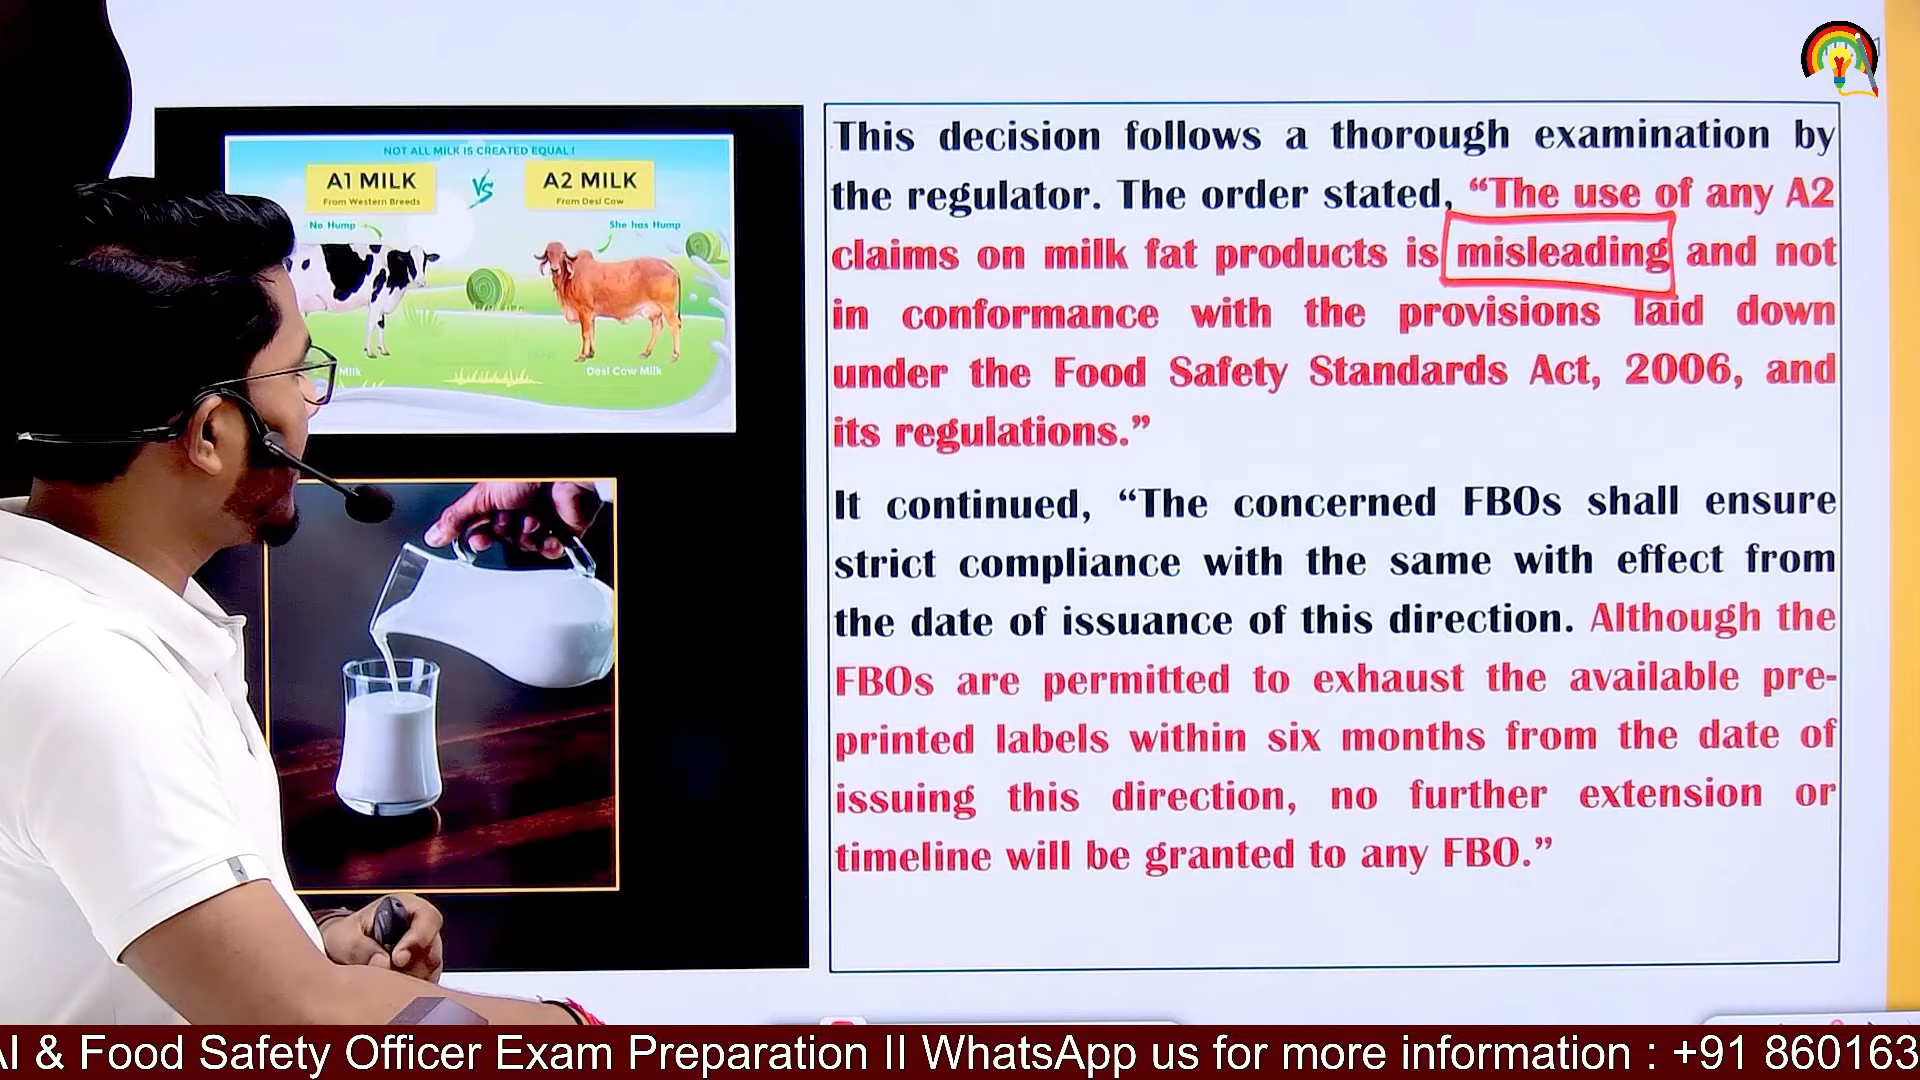 NOT ALL MILK IS CREATED EQUAL !
A1 MILK
From Western Breeds
VS
A2 MILK
From Desi Cow
No Hump
She has Hump
Milk
Desi Cow Milk
This decision follows a thorough examination by
the regulator. The order stated, “The use of any A2
claims on milk fat products is misleading and not
in conformance with the provisions laid down
under the Food Safety Standards Act, 2006, and
its regulations.”
It continued, “The concerned FBOs shall ensure
strict compliance with the same with effect from
the date of issuance of this direction. Although the
FBOs are permitted to exhaust the available pre-
printed labels within six months from the date of
issuing this direction, no further extension or
timeline will be granted to any FBO.”
AI & Food Safety Officer Exam Preparation II WhatsApp us for more information : +91 860163